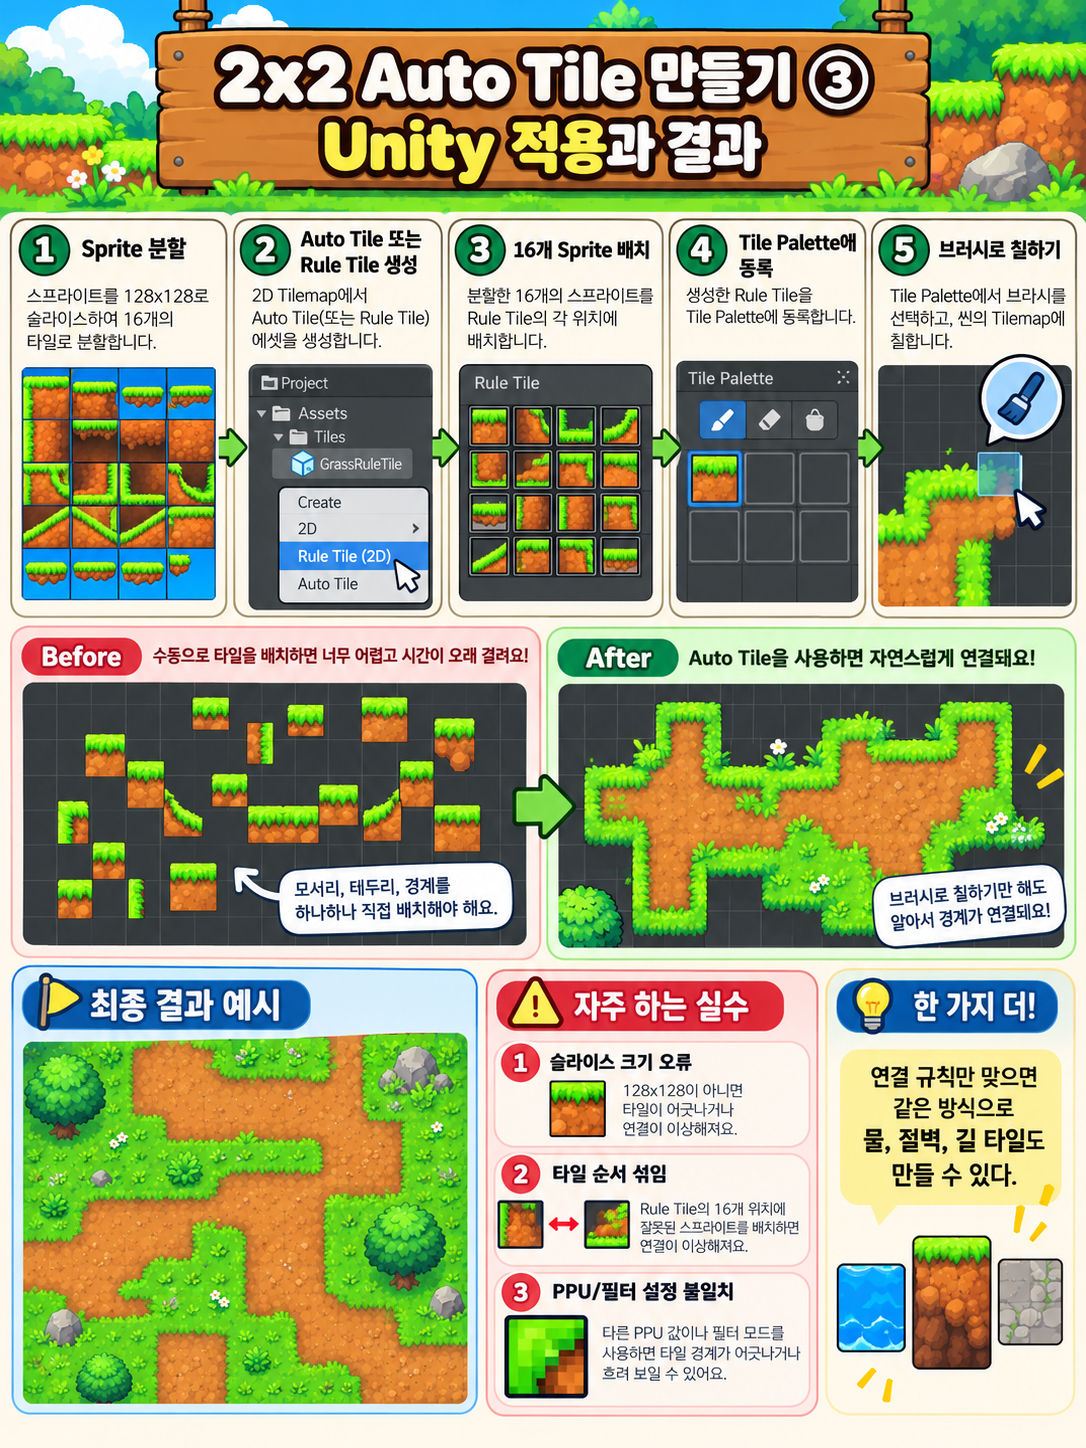 2x2 Auto Tile 만들기 ③
Unity 적용과 결과
1 Sprite 분할
스프라이트를 128x128로
술라이스하여 16개의
타일로 분할합니다.
2 Auto Tile 또는
Rule Tile 생성
2D Tilemap에서
Auto Tile(또는 Rule Tile)
에셋을 생성합니다.
Project
Assets
Tiles
GrassRuleTile
Create
2D
Rule Tile (2D)
Auto Tile
3 16개 Sprite 배치
분할한 16개의 스프라이트를
Rule Tile의 각 위치에
배치합니다.
Rule Tile
4 Tile Palette애
동록
생성한 Rule Tile을
Tile Palette에 동록합니다.
Tile Palette
5 브러시로 칠하기
Tile Palette에서 브라시를
선택하고, 씬의 Tilemap에
칠합니다.
Before 수동으로 타일을 배치하면 너무 어렵고 시간이 오래 결려요!
모서리, 테두리, 경계를
하나하나 직접 배치해야 해요.
After Auto Tile을 사용하면 자연스럽게 연결돼요!
브러시로 칠하기만 해도
알아서 경계가 연결돼요!
최종 결과 예시
자주 하는 실수
1 슬라이스 크기 오류
128x128이 아니면
타일이 어긋나거나
연결이 이상해져요.
2 타일 순서 섞임
Rule Tile의 16개 위치에
잘못된 스프라이트를 배치하면
연결이 이상해져요.
3 PPU/필터 설정 불일치
타른 PPU 값이나 필터 모드를
사용하면 타일 경계가 어긋나거나
흐려 보일 수 있어요.
한 가지 더!
연결 규칙만 맞으면
같은 방식으로
물, 절벽, 길 타일도
만들 수 있다.